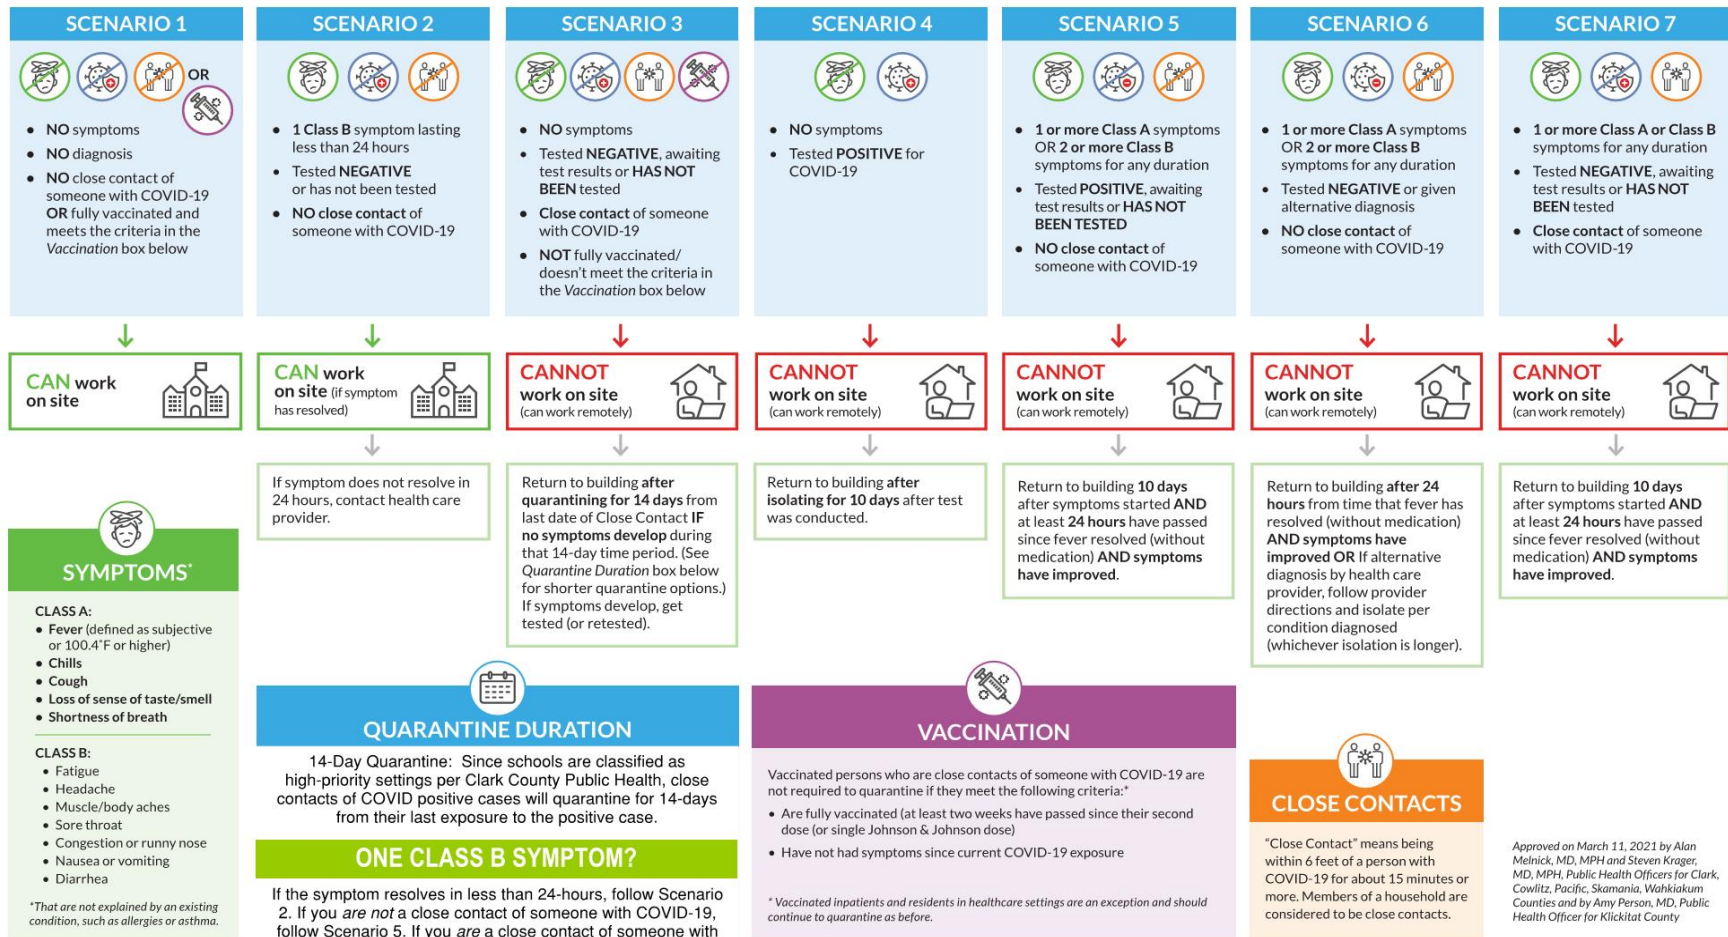 SCENARIO 1
OR
• NO symptoms
• NO diagnosis
• NO close contact of
someone with COVID-19
OR fully vaccinated and
meets the criteria in the
Vaccination box below
CAN work
on site
SCENARIO 2
• 1 Class B symptom lasting
less than 24 hours
• Tested NEGATIVE
or has not been tested
• NO close contact of
someone with COVID-19
CAN work
on site (if symptom
has resolved)
If symptom does not resolve in
24 hours, contact health care
provider.
SCENARIO 3
• NO symptoms
• Tested NEGATIVE, awaiting
test results or HAS NOT
BEEN tested
• Close contact of someone
with COVID-19
• NOT fully vaccinated/
doesn't meet the criteria in
the Vaccination box below
CANNOT
work on site
(can work remotely)
Return to building after
quarantining for 14 days from
last date of Close Contact IF
no symptoms develop during
that 14-day time period. (See
Quarantine Duration box below
for shorter quarantine options.)
If symptoms develop, get
tested (or retested).
SCENARIO 4
• NO symptoms
• Tested POSITIVE for
COVID-19
CANNOT
work on site
(can work remotely)
Return to building after
isolating for 10 days after test
was conducted.
SCENARIO 5
• 1 or more Class A symptoms
OR 2 or more Class B
symptoms for any duration
• Tested POSITIVE, awaiting
test results or HAS NOT
BEEN TESTED
• NO close contact of
someone with COVID-19
CANNOT
work on site
(can work remotely)
Return to building 10 days
after symptoms started AND
at least 24 hours have passed
since fever resolved (without
medication) AND symptoms
have improved.
SCENARIO 6
• 1 or more Class A symptoms
OR 2 or more Class B
symptoms for any duration
• Tested NEGATIVE or given
alternative diagnosis
• NO close contact of
someone with COVID-19
CANNOT
work on site
(can work remotely)
Return to building after 24
hours from time that fever has
resolved (without medication)
AND symptoms have
improved OR If alternative
diagnosis by health care
provider, follow provider
directions and isolate per
condition diagnosed
(whichever isolation is longer).
SCENARIO 7
• 1 or more Class A or Class B
symptoms for any duration
• Tested NEGATIVE, awaiting
test results or HAS NOT
BEEN tested
• Close contact of someone
with COVID-19
CANNOT
work on site
(can work remotely)
Return to building 10 days
after symptoms started AND
at least 24 hours have passed
since fever resolved (without
medication) AND symptoms
have improved.
SYMPTOMS*
CLASS A:
• Fever (defined as subjective
or 100.4°F or higher)
• Chills
• Cough
• Loss of sense of taste/smell
• Shortness of breath
CLASS B:
• Fatigue
• Headache
• Muscle/body aches
• Sore throat
• Congestion or runny nose
• Nausea or vomiting
• Diarrhea
*That are not explained by an existing
condition, such as allergies or asthma.
QUARANTINE DURATION
14-Day Quarantine: Since schools are classified as
high-priority settings per Clark County Public Health, close
contacts of COVID positive cases will quarantine for 14-days
from their last exposure to the positive case.
ONE CLASS B SYMPTOM?
If the symptom resolves in less than 24-hours, follow Scenario
2. If you are not a close contact of someone with COVID-19,
follow Scenario 5. If you are a close contact of someone with
VACCINATION
Vaccinated persons who are close contacts of someone with COVID-19 are
not required to quarantine if they meet the following criteria:*
• Are fully vaccinated (at least two weeks have passed since their second
dose (or single Johnson & Johnson dose)
• Have not had symptoms since current COVID-19 exposure
* Vaccinated inpatients and residents in healthcare settings are an exception and should
continue to quarantine as before.
CLOSE CONTACTS
"Close Contact" means being
within 6 feet of a person with
COVID-19 for about 15 minutes or
more. Members of a household are
considered to be close contacts.
Approved on March 11, 2021 by Alan
Melnick, MD, MPH and Steven Krager,
MD, MPH, Public Health Officers for Clark,
Cowlitz, Pacific, Skamania, Wahkiakum
Counties and by Amy Person, MD, Public
Health Officer for Klickitat County